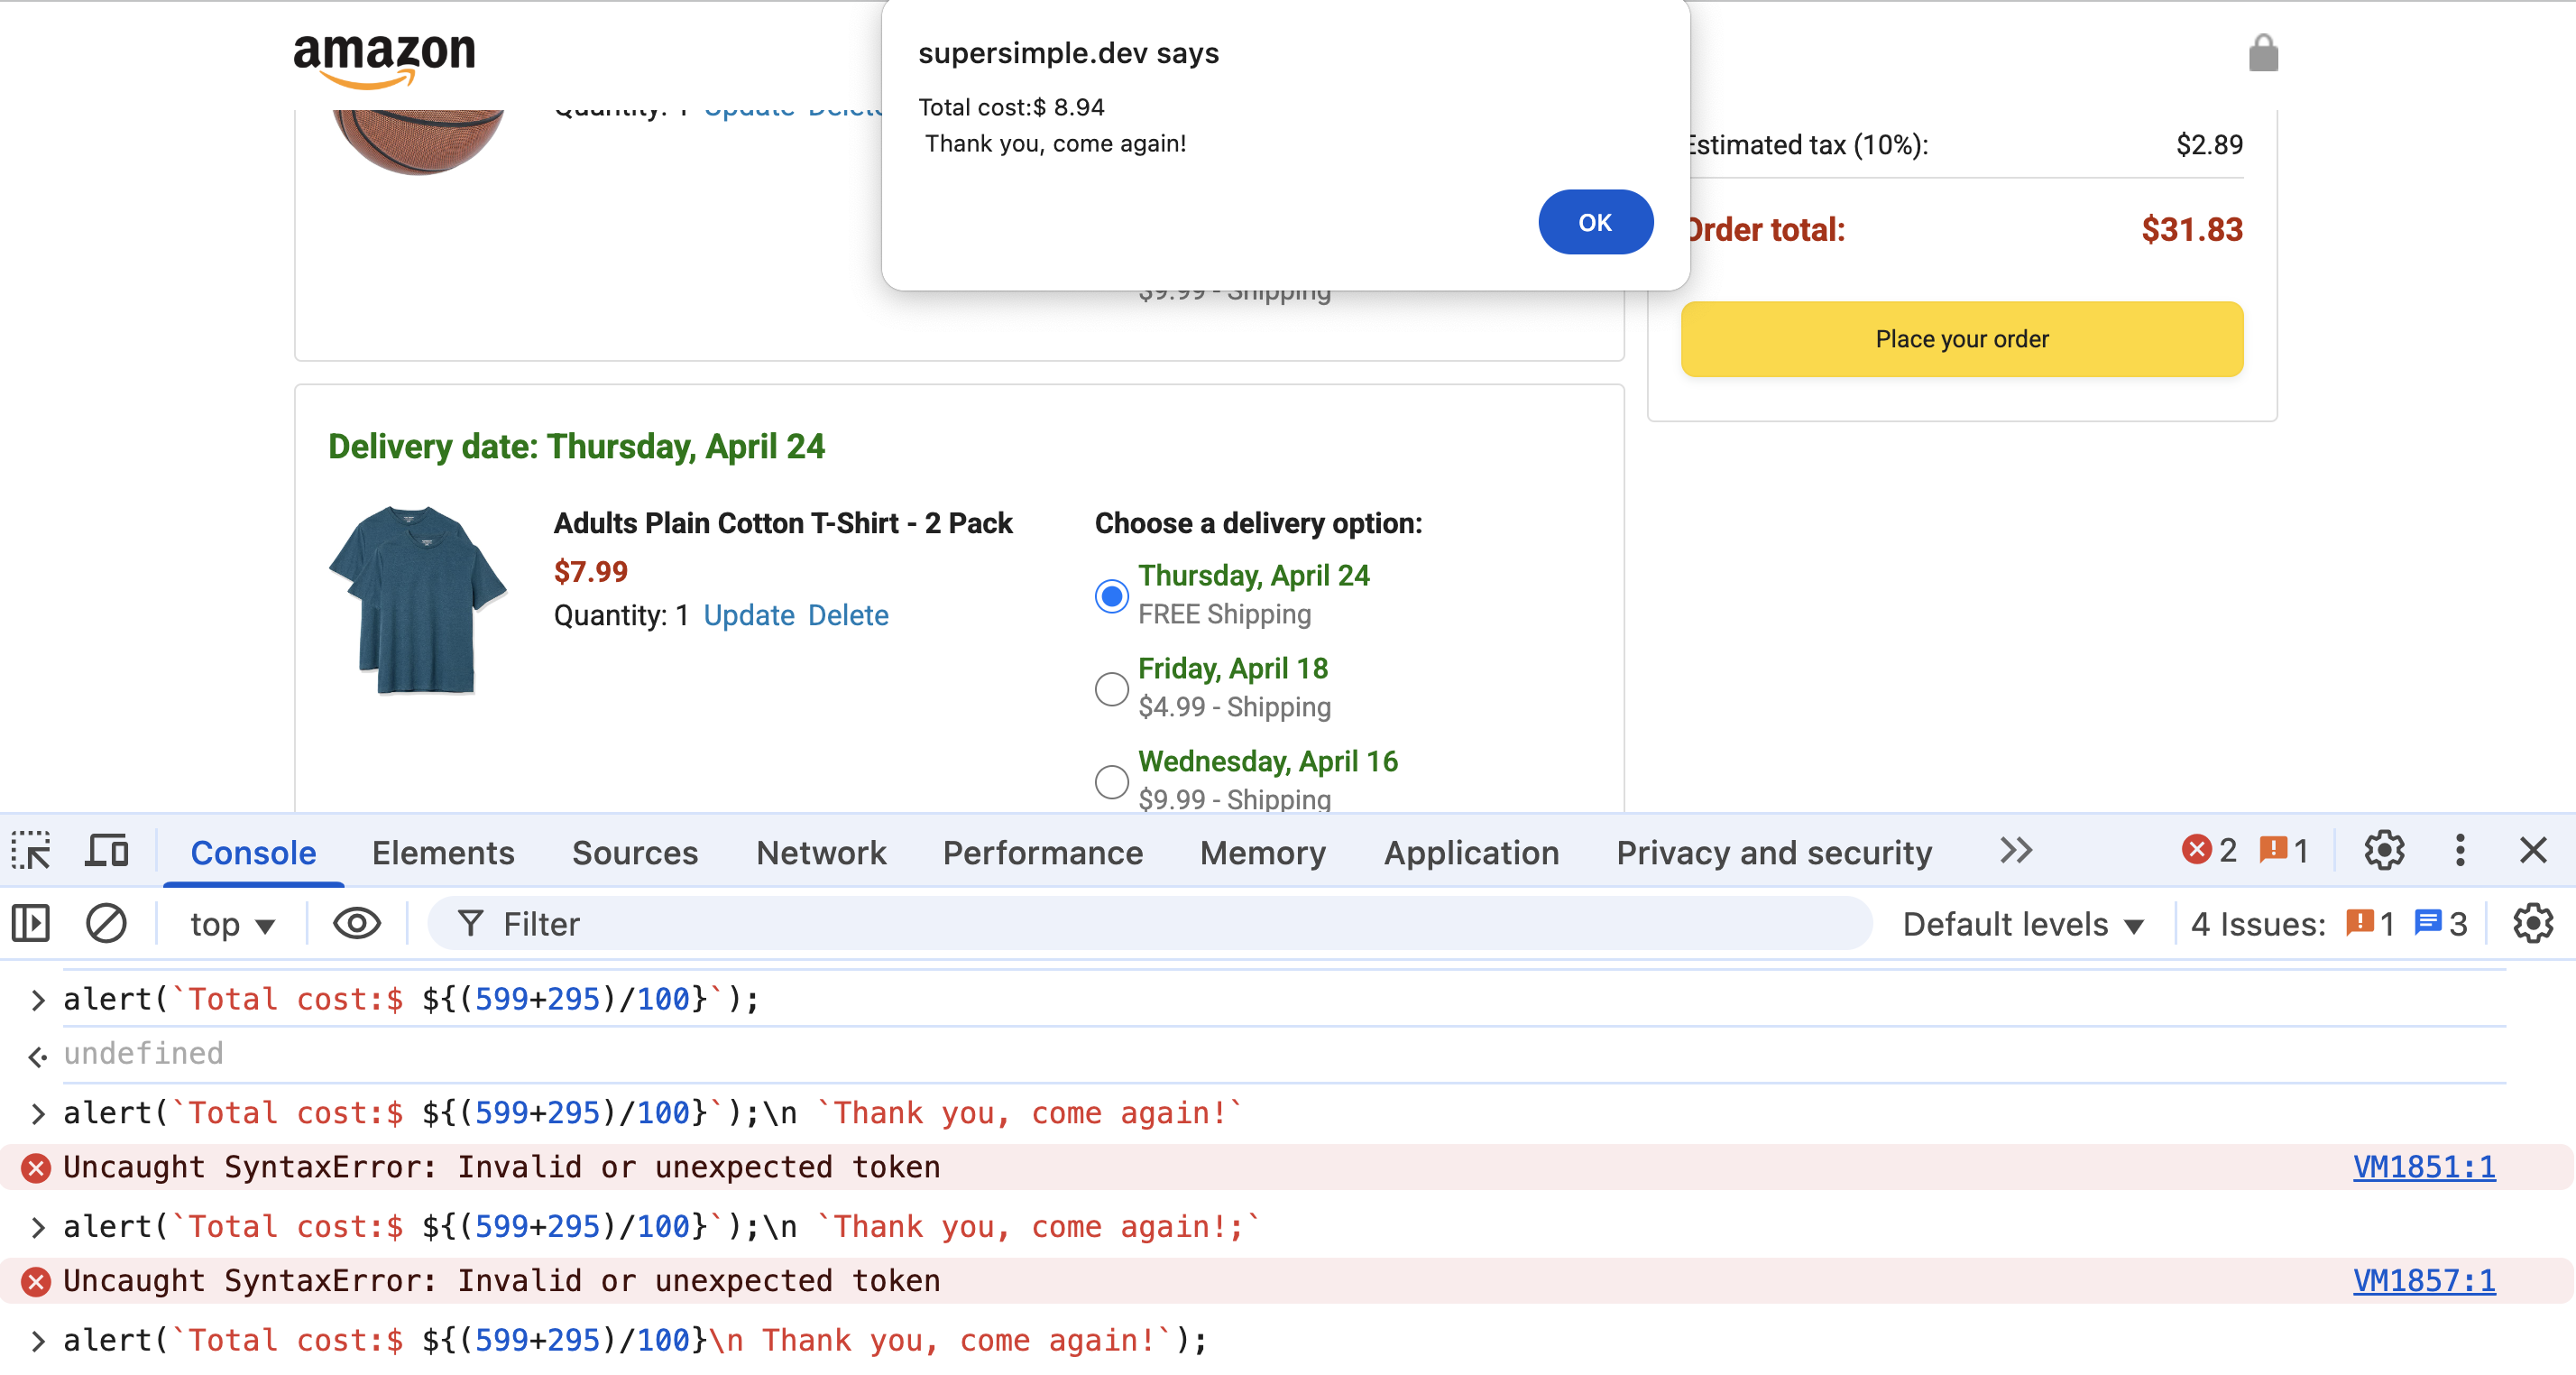 amazon
supersimple.dev says
Total cost:$ 8.94
Thank you, come again!
OK
Quantity: 1 Update Delete
$9.99 - Shipping
Estimated tax (10%): $2.89
Order total: $31.83
Place your order
Delivery date: Thursday, April 24
Adults Plain Cotton T-Shirt - 2 Pack
$7.99
Quantity: 1 Update Delete
Choose a delivery option:
Thursday, April 24
FREE Shipping
Friday, April 18
$4.99 - Shipping
Wednesday, April 16
$9.99 - Shipping
Console Elements Sources Network Performance Memory Application Privacy and security 2 1
top Filter Default levels 4 Issues: 1 3
alert(`Total cost:$ ${(599+295)/100}`);
undefined
alert(`Total cost:$ ${(599+295)/100}`);\n `Thank you, come again!`
Uncaught SyntaxError: Invalid or unexpected token VM1851:1
alert(`Total cost:$ ${(599+295)/100}`);\n `Thank you, come again!;`
Uncaught SyntaxError: Invalid or unexpected token VM1857:1
alert(`Total cost:$ ${(599+295)/100}\n Thank you, come again!`);